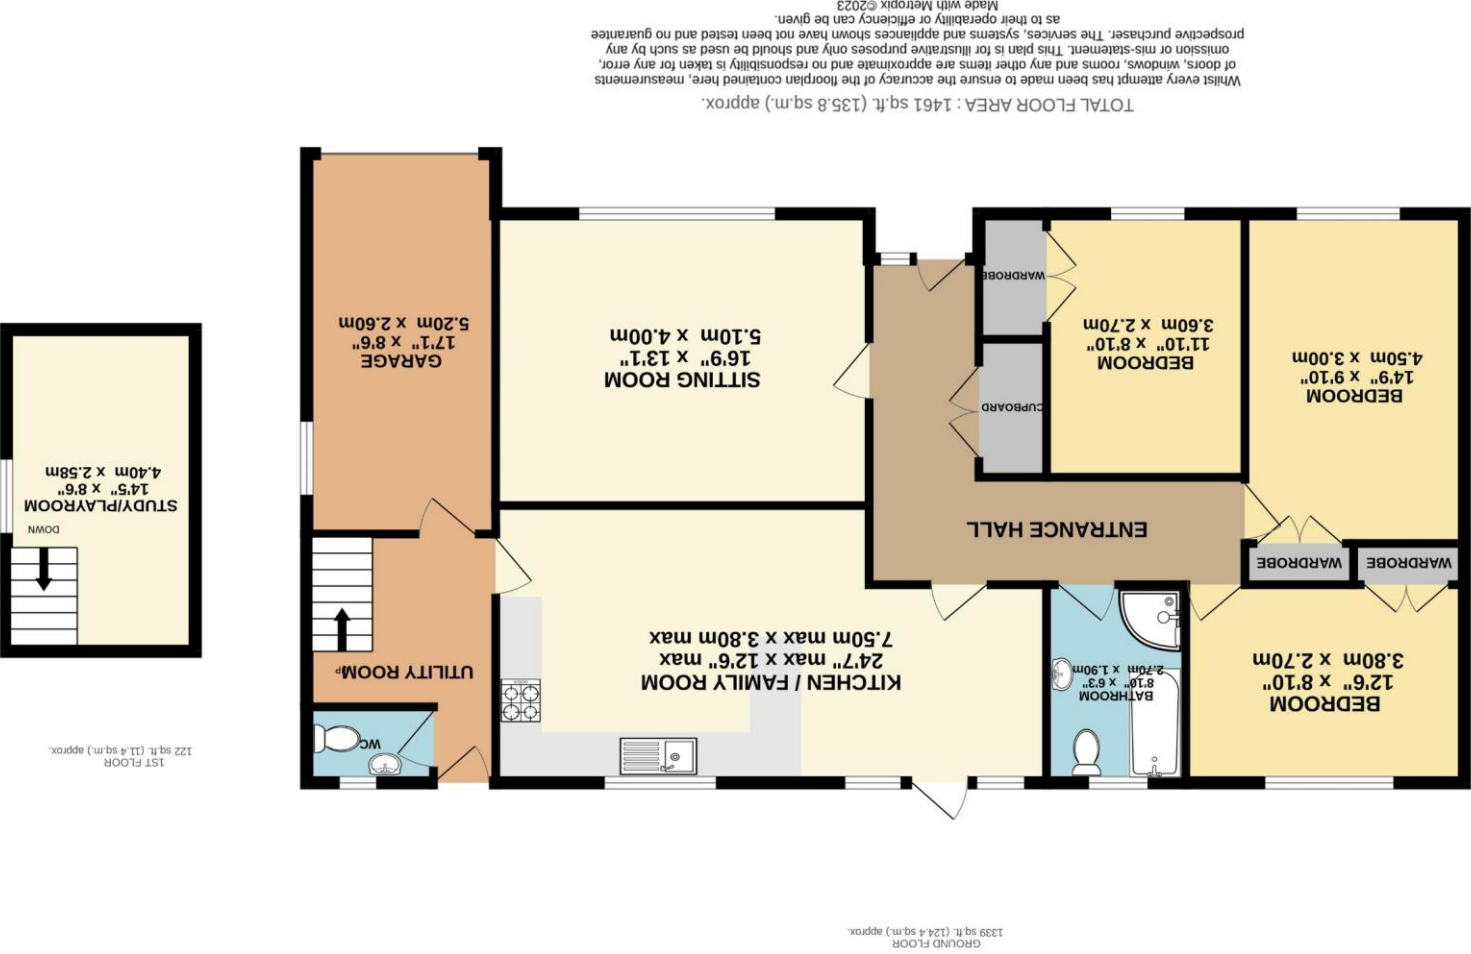 GROUND FLOOR
1339 sq.ft. (124.4 sq.m.) approx.
1ST FLOOR
122 sq.ft. (11.4 sq.m.) approx.
BEDROOM
12'6" x 8'10"
3.80m x 2.70m
BATHROOM
8'10" x 6'3"
2.70m x 1.90m
KITCHEN / FAMILY ROOM
24'7" max x 12'6" max
7.50m max x 3.80m max
WC
UTILITY ROOM
UP
WARDROBE
WARDROBE
ENTRANCE HALL
BEDROOM
14'9" x 9'10"
4.50m x 3.00m
BEDROOM
11'10" x 8'10"
3.60m x 2.70m
CUPBOARD
WARDROBE
SITTING ROOM
16'9" x 13'1"
5.10m x 4.00m
GARAGE
17'1" x 8'6"
5.20m x 2.60m
DOWN
STUDY/PLAYROOM
14'5" x 8'6"
4.40m x 2.58m
TOTAL FLOOR AREA : 1461 sq.ft. (135.8 sq.m.) approx.
Whilst every attempt has been made to ensure the accuracy of the floorplan contained here, measurements
of doors, windows, rooms and any other items are approximate and no responsibility is taken for any error,
omission or mis-statement. This plan is for illustrative purposes only and should be used as such by any
prospective purchaser. The services, systems and appliances shown have not been tested and no guarantee
as to their operability or efficiency can be given.
Made with Metropix ©2023